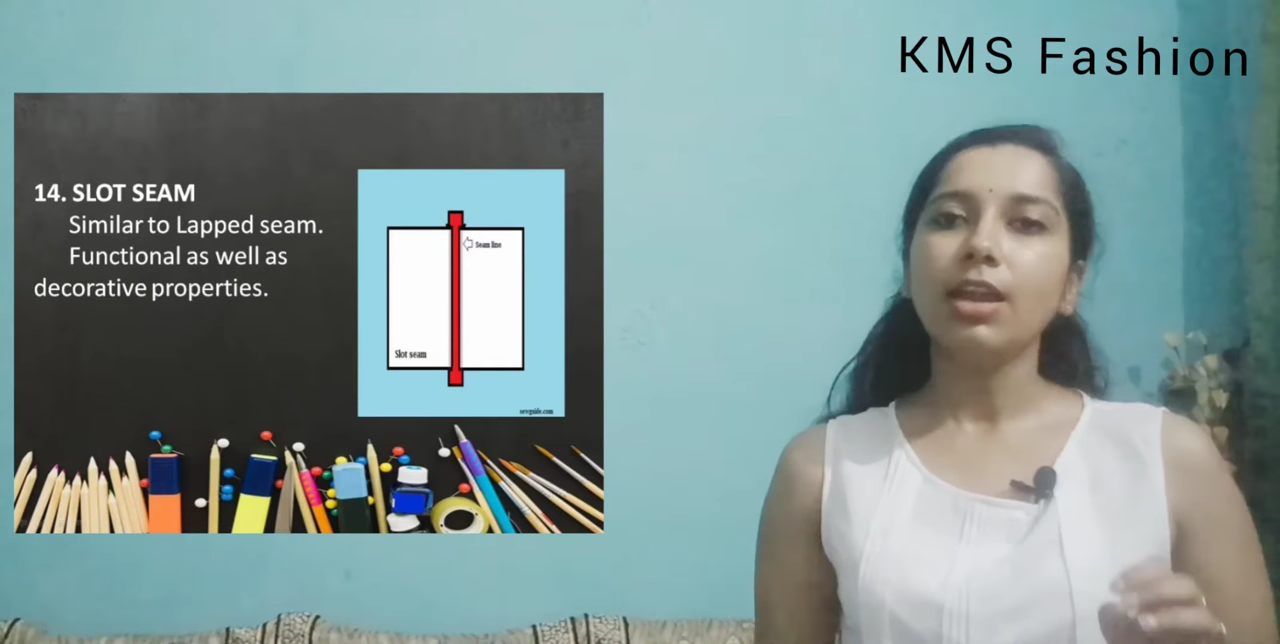 KMS Fashion
14. SLOT SEAM
Similar to Lapped seam.
Functional as well as
decorative properties.
Seam line
Slot seam
sewguide.com